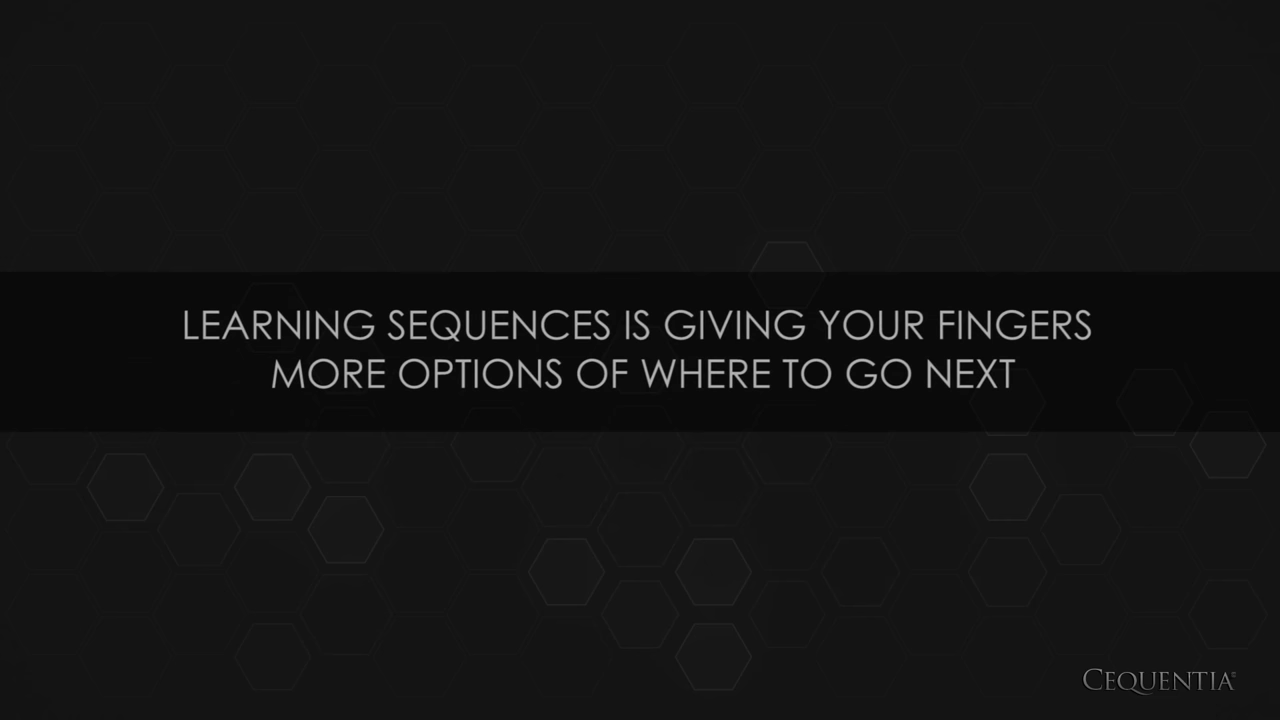 LEARNING SEQUENCES IS GIVING YOUR FINGERS
MORE OPTIONS OF WHERE TO GO NEXT
CEQUENTIA®